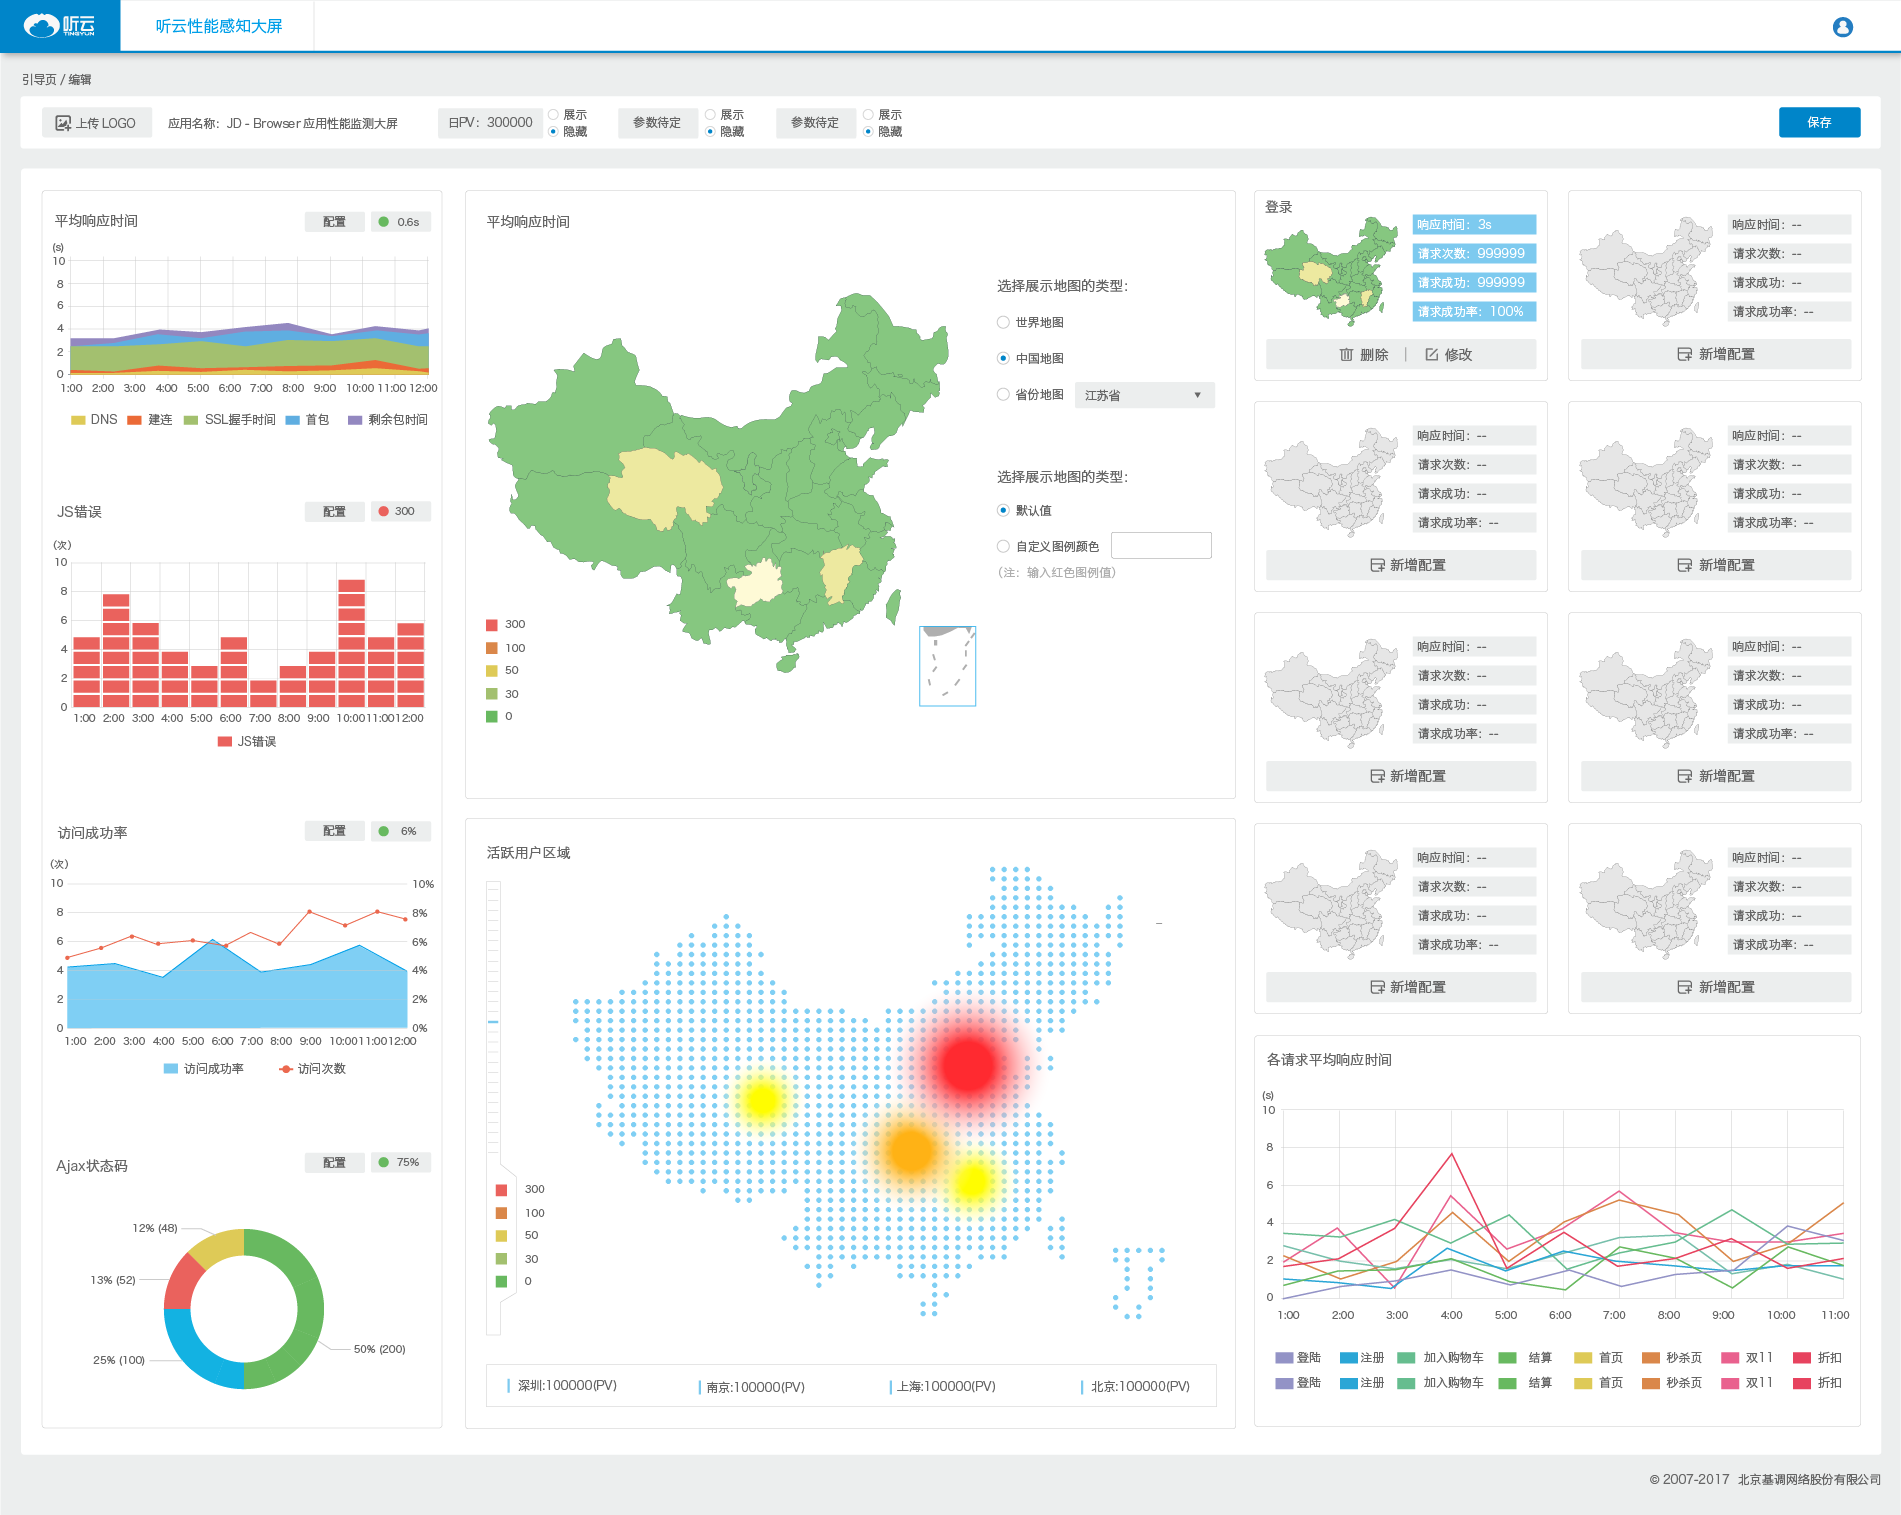 听云
TINGYUN
听云性能感知大屏
引导页 / 编辑
上传 LOGO
应用名称：JD - Browser 应用性能监测大屏
日PV：300000
展示
隐藏
参数待定
展示
隐藏
参数待定
展示
隐藏
保存
平均响应时间
配置
0.6s
(s)
10
8
6
4
2
0
1:00 2:00 3:00 4:00 5:00 6:00 7:00 8:00 9:00 10:00 11:00 12:00
DNS 建连 SSL握手时间 首包 剩余包时间
JS错误
配置
300
(次)
10
8
6
4
2
0
1:00 2:00 3:00 4:00 5:00 6:00 7:00 8:00 9:00 10:00 11:00 12:00
JS错误
访问成功率
配置
6%
(次)
10 10%
8 8%
6 6%
4 4%
2 2%
0 0%
1:00 2:00 3:00 4:00 5:00 6:00 7:00 8:00 9:00 10:00 11:00 12:00
访问成功率 访问次数
Ajax状态码
配置
75%
12% (48)
13% (52)
25% (100)
50% (200)
平均响应时间
选择展示地图的类型：
世界地图
中国地图
省份地图
江苏省
选择展示地图的类型：
默认值
自定义图例颜色
(注：输入红色图例值)
300
100
50
30
0
活跃用户区域
300
100
50
30
0
深圳:100000(PV)
南京:100000(PV)
上海:100000(PV)
北京:100000(PV)
登录
响应时间：3s
请求次数：999999
请求成功：999999
请求成功率：100%
删除 | 修改
响应时间：--
请求次数：--
请求成功：--
请求成功率：--
新增配置
响应时间：--
请求次数：--
请求成功：--
请求成功率：--
新增配置
响应时间：--
请求次数：--
请求成功：--
请求成功率：--
新增配置
响应时间：--
请求次数：--
请求成功：--
请求成功率：--
新增配置
响应时间：--
请求次数：--
请求成功：--
请求成功率：--
新增配置
响应时间：--
请求次数：--
请求成功：--
请求成功率：--
新增配置
响应时间：--
请求次数：--
请求成功：--
请求成功率：--
新增配置
各请求平均响应时间
(s)
10
8
6
4
2
0
1:00 2:00 3:00 4:00 5:00 6:00 7:00 8:00 9:00 10:00 11:00
登陆 注册 加入购物车 结算 首页 秒杀页 双11 折扣
登陆 注册 加入购物车 结算 首页 秒杀页 双11 折扣
© 2007-2017 北京基调网络股份有限公司